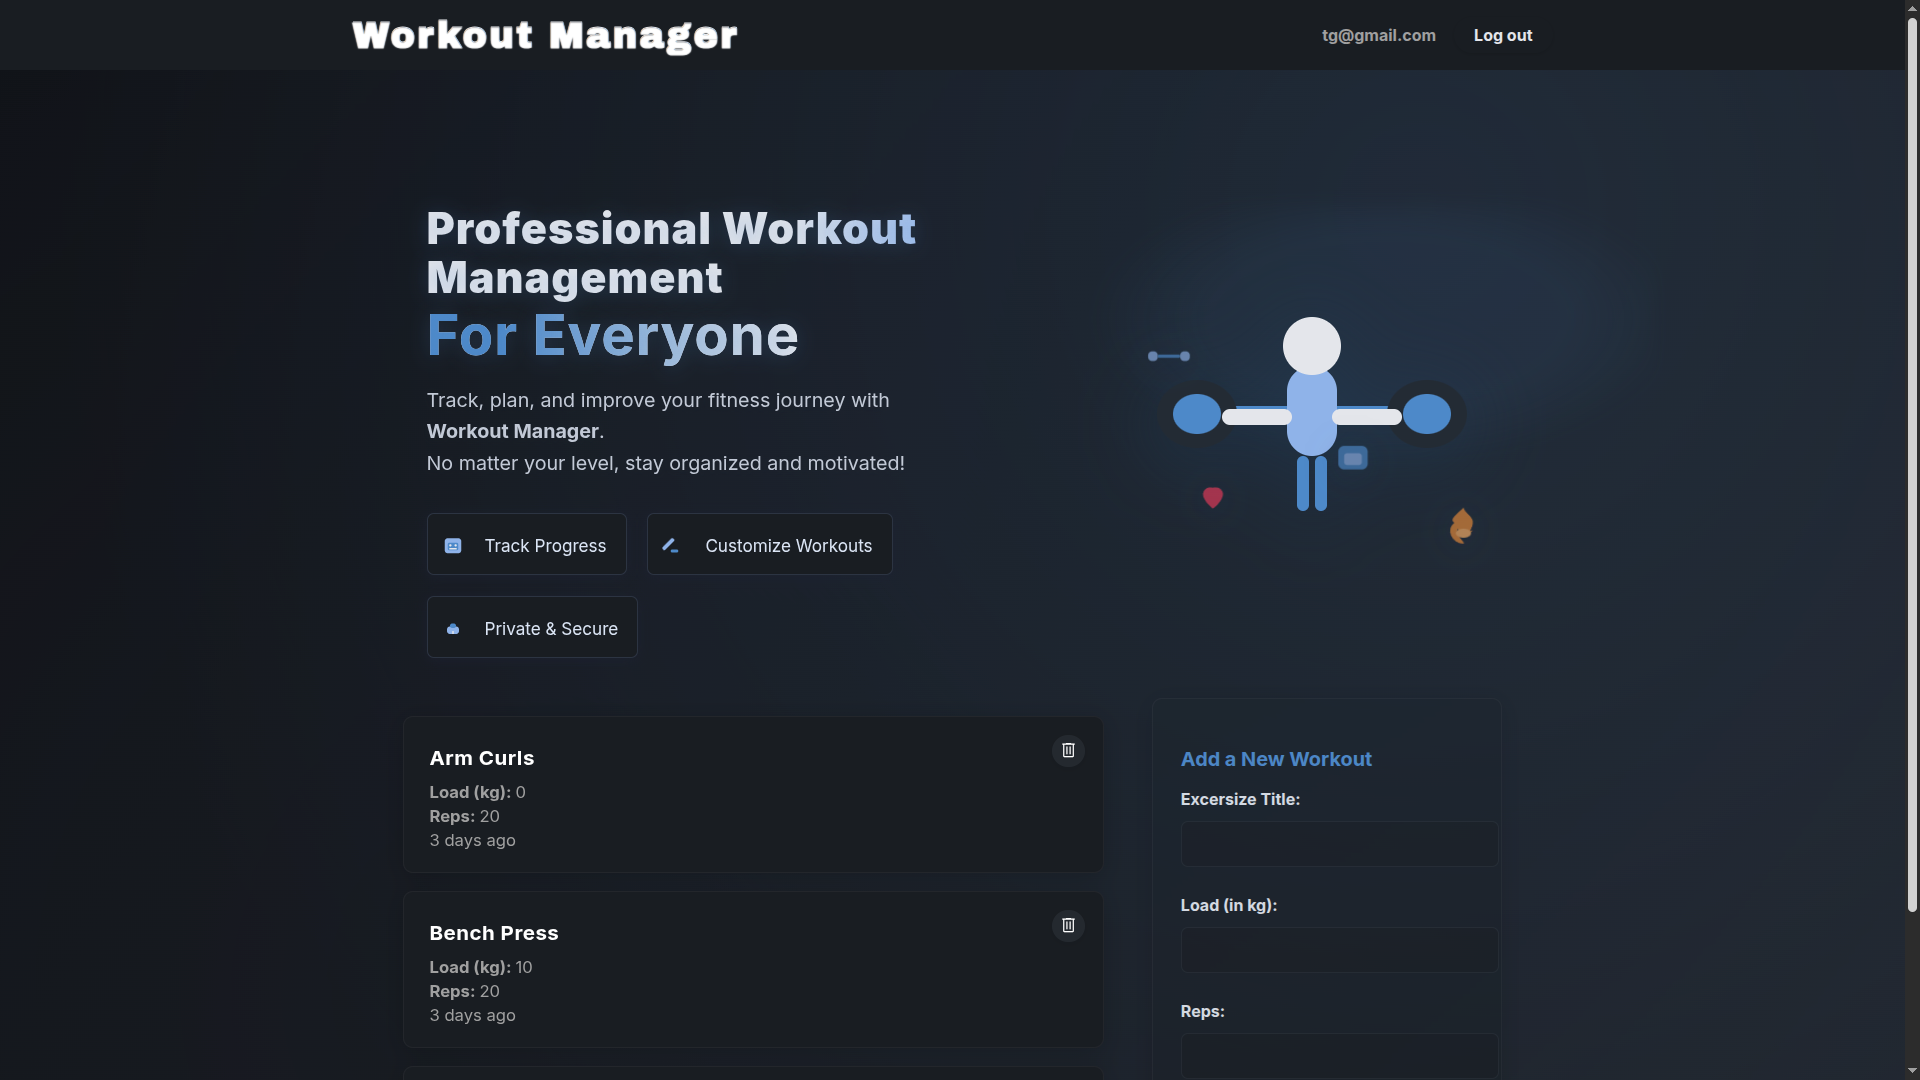 Workout Manager
tg@gmail.com
Log out
Professional Workout
Management
For Everyone
Track, plan, and improve your fitness journey with
Workout Manager.
No matter your level, stay organized and motivated!
Track Progress
Customize Workouts
Private & Secure
Arm Curls
Load (kg): 0
Reps: 20
3 days ago
Bench Press
Load (kg): 10
Reps: 20
3 days ago
Add a New Workout
Excersize Title:
Load (in kg):
Reps: